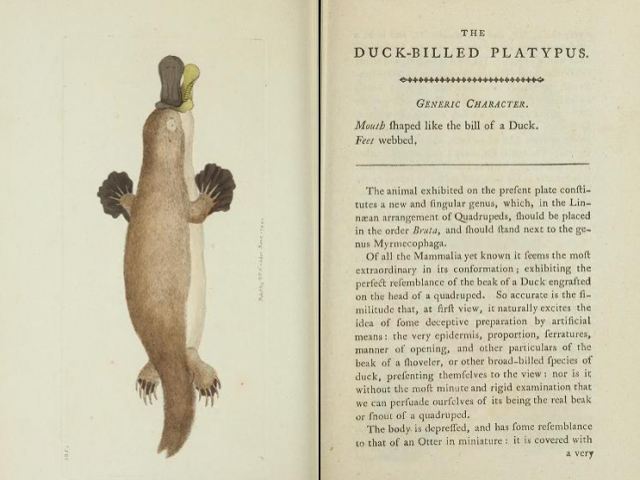 THE
DUCK-BILLED PLATYPUS.
GENERIC CHARACTER.
Mouth ſhaped like the bill of a Duck.
Feet webbed,
The animal exhibited on the preſent plate conſti-
tutes a new and ſingular genus, which, in the Lin-
næan arrangement of Quadrupeds, ſhould be placed
in the order Bruta, and ſhould ſtand next to the ge-
nus Myrmecophaga.
Of all the Mammalia yet known it ſeems the moſt
extraordinary in its conformation; exhibiting the
perfect reſemblance of the beak of a Duck engrafted
on the head of a quadruped. So accurate is the ſi-
militude that, at firſt view, it naturally excites the
idea of ſome deceptive preparation by artificial
means: the very epidermis, proportion, ſerratures,
manner of opening, and other particulars of the
beak of a ſhoveler, or other broad-billed ſpecies of
duck, preſenting themſelves to the view: nor is it
without the moſt minute and rigid examination that
we can perſuade ourſelves of its being the real beak
or ſnout of a quadruped.
The body is depreſſed, and has ſome reſemblance
to that of an Otter in miniature: it is covered with
a very